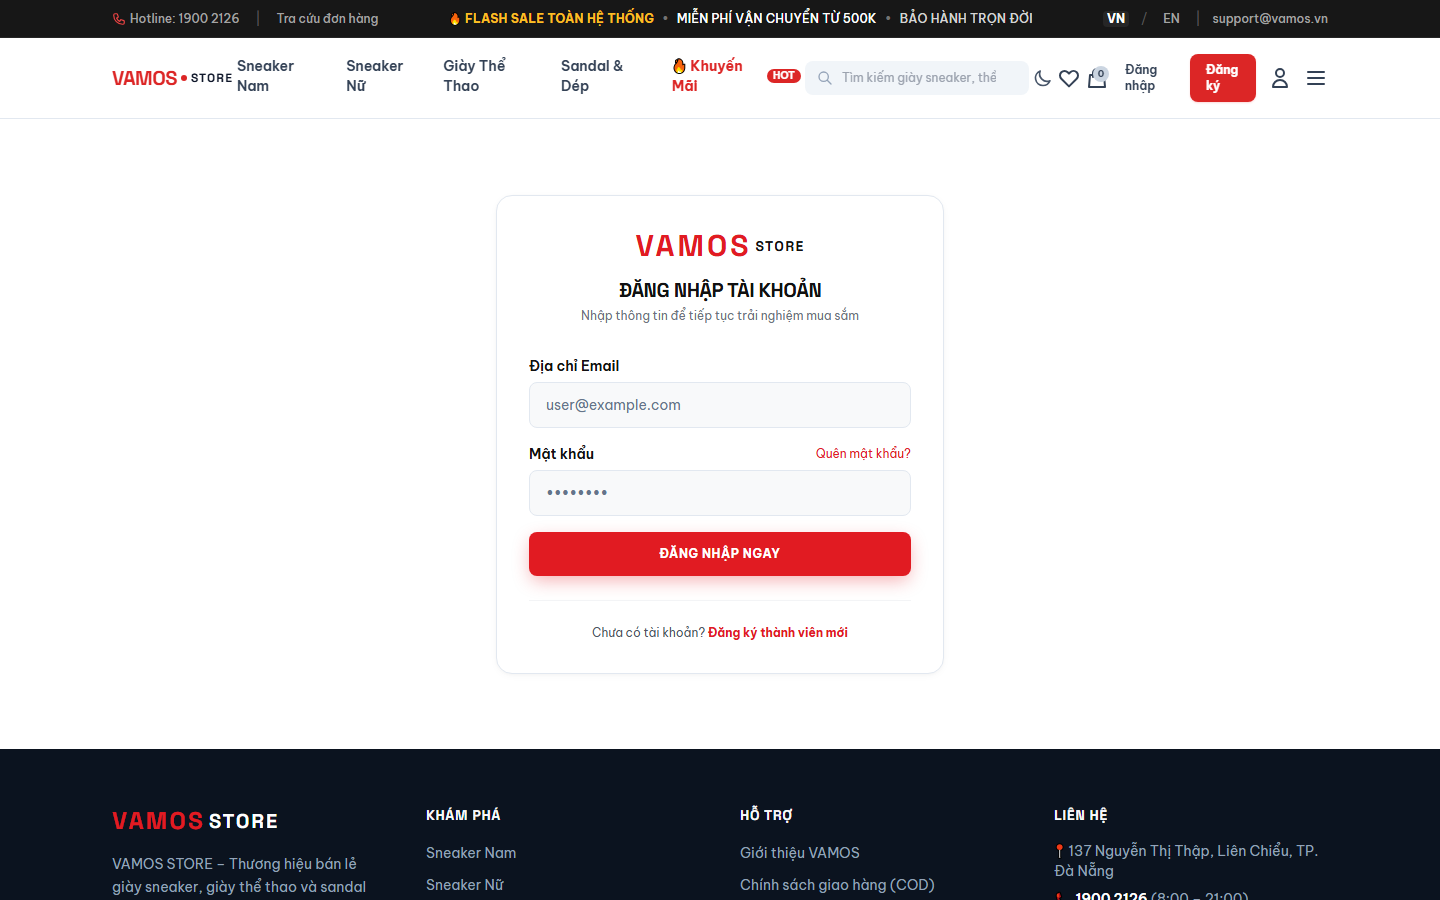 Hotline: 1900 2126 | Tra cứu đơn hàng
🔥 FLASH SALE TOÀN HỆ THỐNG • MIỄN PHÍ VẬN CHUYỂN TỪ 500K • BẢO HÀNH TRỌN ĐỜI
VN / EN | support@vamos.vn
VAMOS • STORE
Sneaker
Nam
Sneaker
Nữ
Giày Thể
Thao
Sandal &
Dép
🔥 Khuyến
Mãi
HOT
Tìm kiếm giày sneaker, thể
0
Đăng
nhập
Đăng
ký
VAMOS STORE
ĐĂNG NHẬP TÀI KHOẢN
Nhập thông tin để tiếp tục trải nghiệm mua sắm
Địa chỉ Email
user@example.com
Mật khẩu
Quên mật khẩu?
••••••••
ĐĂNG NHẬP NGAY
Chưa có tài khoản? Đăng ký thành viên mới
VAMOS STORE
VAMOS STORE – Thương hiệu bán lẻ
giày sneaker, giày thể thao và sandal
KHÁM PHÁ
Sneaker Nam
Sneaker Nữ
HỖ TRỢ
Giới thiệu VAMOS
Chính sách giao hàng (COD)
LIÊN HỆ
📍 137 Nguyễn Thị Thập, Liên Chiểu, TP.
Đà Nẵng
📞 1900 2126 (8:00 – 21:00)